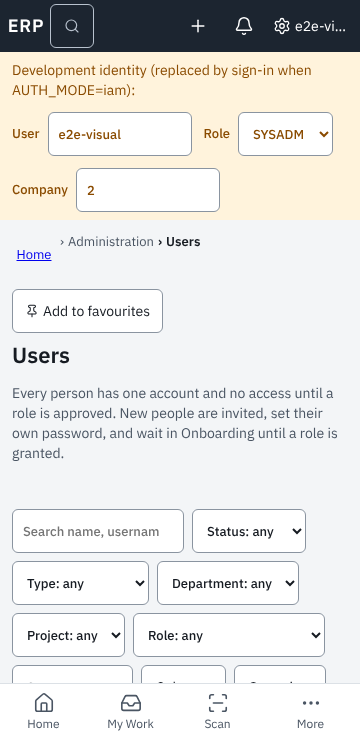 ERP e2e-vi...
Development identity (replaced by sign-in when
AUTH_MODE=iam):
User e2e-visual Role SYSADM
Company 2
Home › Administration › Users
Add to favourites
Users
Every person has one account and no access until a
role is approved. New people are invited, set their
own password, and wait in Onboarding until a role is
granted.
Search name, usernam Status: any
Type: any Department: any
Project: any Role: any
Home My Work Scan More